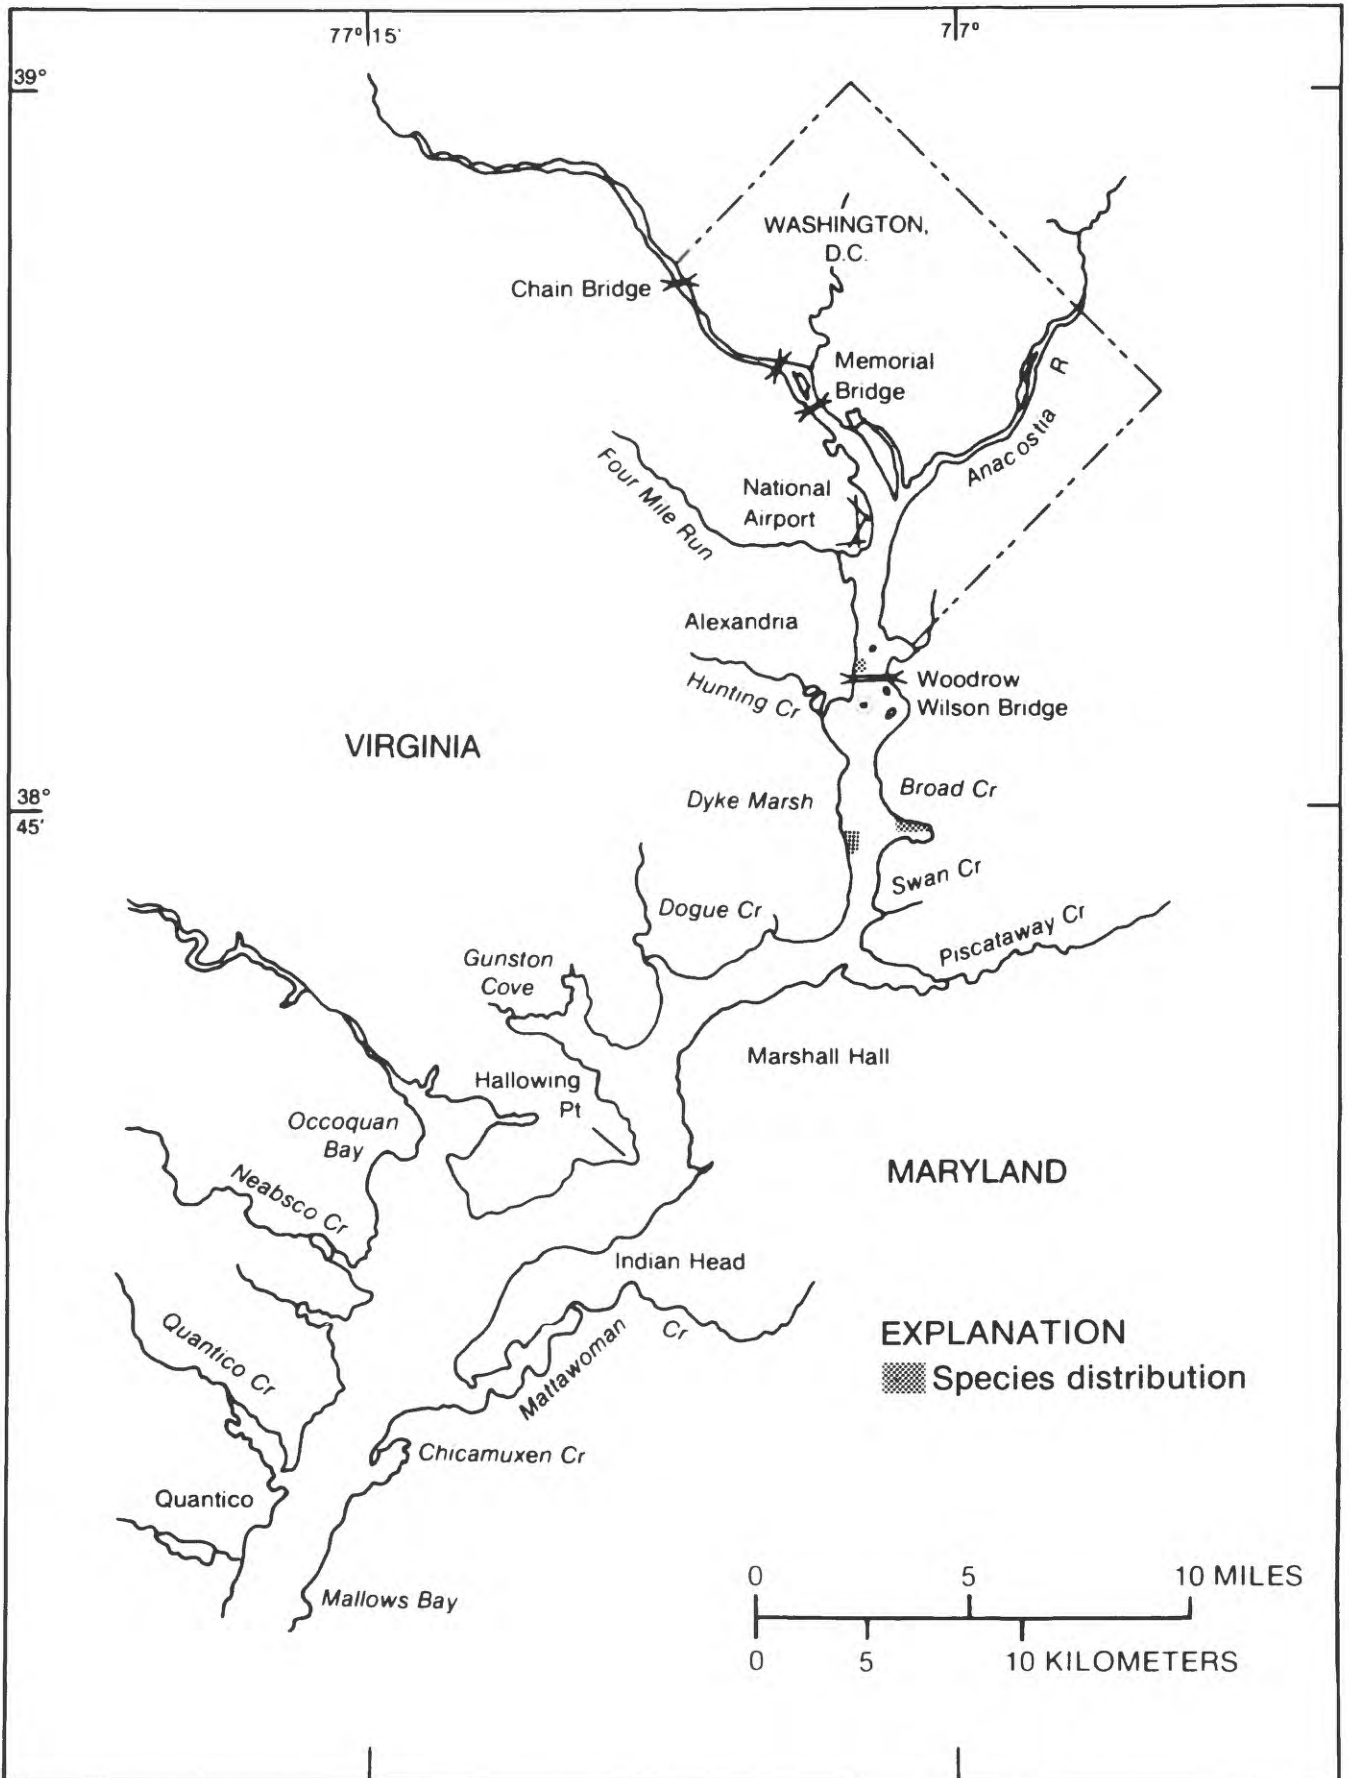 77° 15'
77°
39°
WASHINGTON,
D.C.
Chain Bridge
Memorial
Bridge
Anacostia R
Four Mile Run
National
Airport
Alexandria
Hunting Cr
Woodrow
Wilson Bridge
VIRGINIA
38°
45'
Dyke Marsh
Broad Cr
Swan Cr
Dogue Cr
Piscataway Cr
Gunston
Cove
Marshall Hall
Hallowing
Pt
Occoquan
Bay
Neabsco Cr
MARYLAND
Indian Head
Quantico Cr
Mattawoman Cr
EXPLANATION
Species distribution
Chicamuxen Cr
Quantico
Mallows Bay
0 5 10 MILES
0 5 10 KILOMETERS